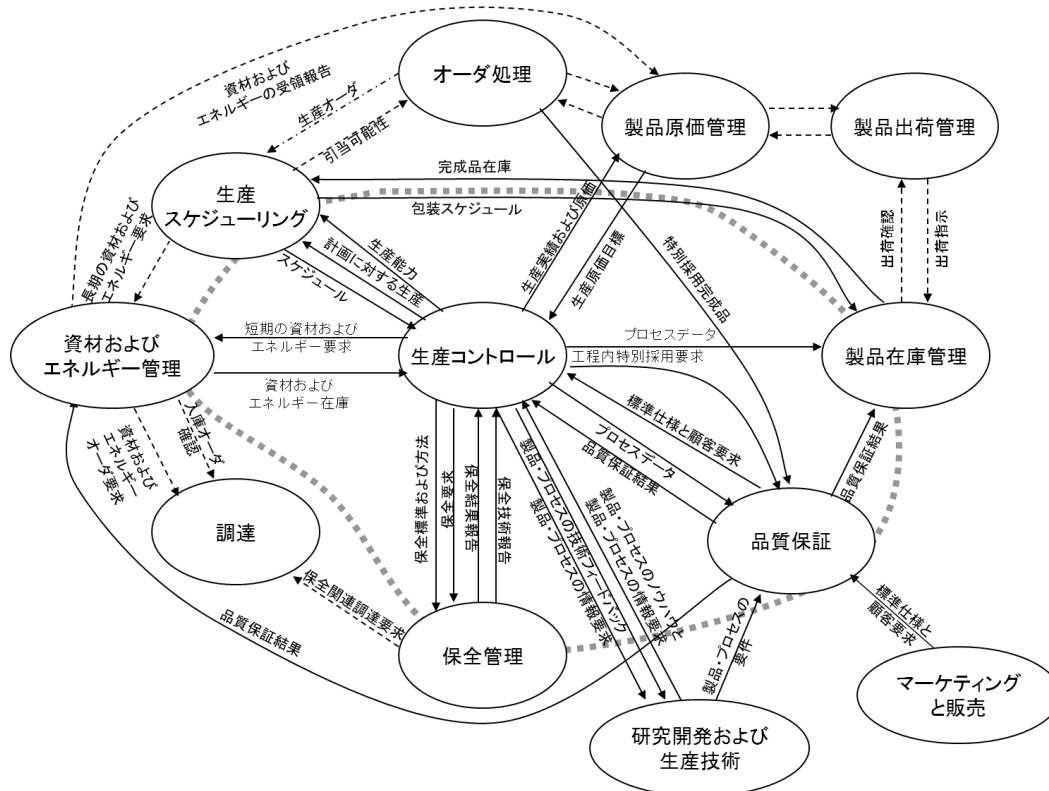 オーダ処理
資材および
エネルギーの受領報告
生産オーダ
引当可能性
製品原価管理
製品出荷管理
完成品在庫
生産
スケジューリング
包装スケジュール
生産実績および原価
生産原価目標
特別採用完成品
出荷確認
出荷指示
長期の資材および
エネルギー要求
生産能力
計画に対する生産
スケジュール
資材および
エネルギー管理
短期の資材および
エネルギー要求
生産コントロール
プロセスデータ
工程内特別採用要求
製品在庫管理
資材および
エネルギー在庫
標準仕様と顧客要求
プロセスデータ
品質保証結果
品質保証結果
入庫オーダ
確認
資材および
エネルギー
オーダ要求
保全標準および方法
保全要求
保全結果報告
保全技術報告
製品・プロセスの技術フィードバック
製品・プロセスの情報要求
製品・プロセスのノウハウと
製品・プロセスの情報要求
調達
品質保証
保全関連調達要求
品質保証結果
保全管理
製品・プロセスの
要件
標準仕様と
顧客要求
マーケティング
と販売
研究開発および
生産技術